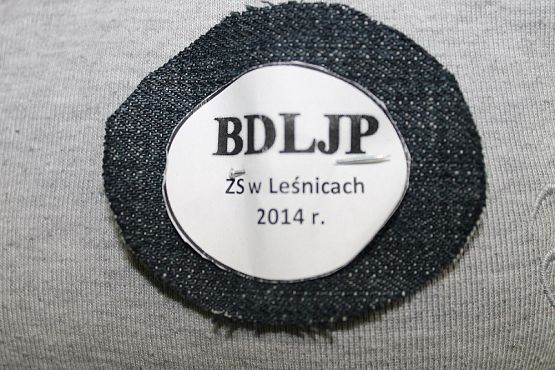 BDLJP
ZS w Leśnicach
2014 r.